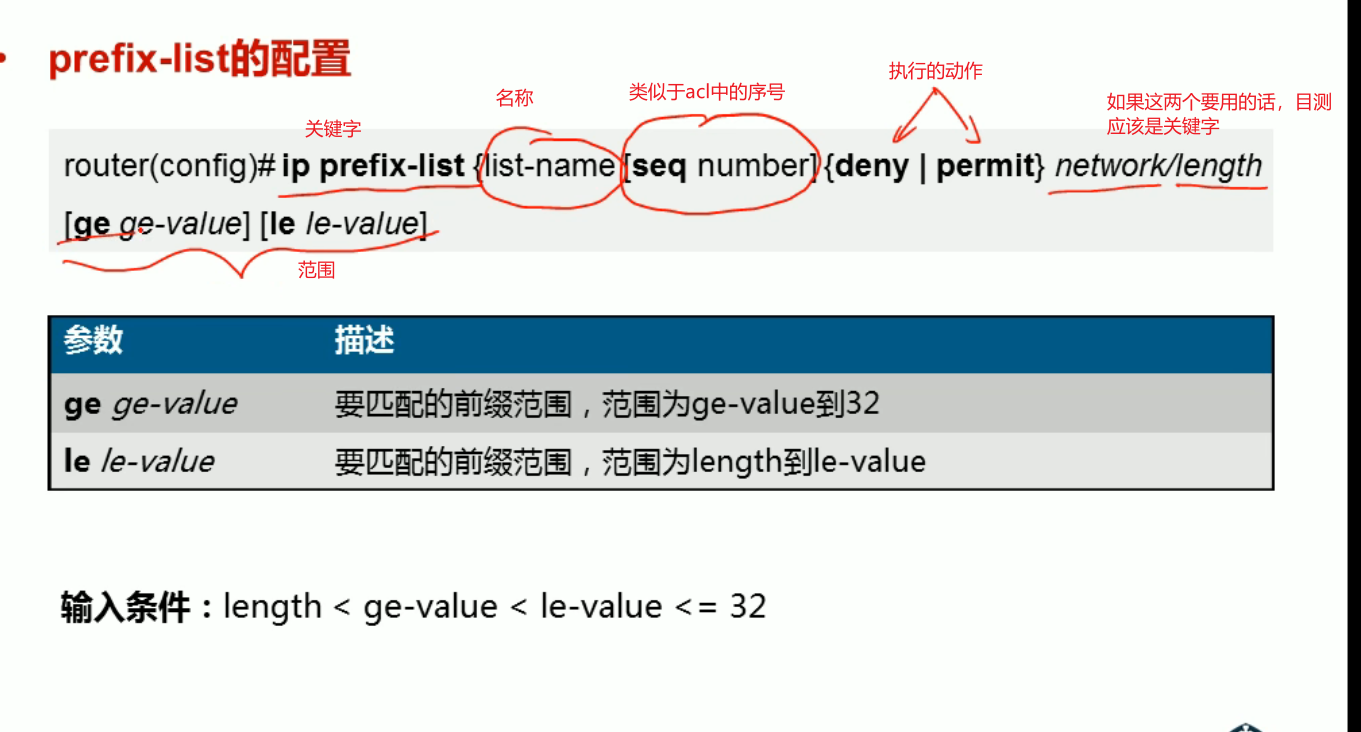 • prefix-list的配置
执行的动作
名称
类似于acl中的序号
如果这两个要用的话，目测
应该是关键字
关键字
router(config)# ip prefix-list {list-name [seq number] {deny | permit} network/length
[ge ge-value] [le le-value]
范围
参数 描述
ge ge-value 要匹配的前缀范围，范围为ge-value到32
le le-value 要匹配的前缀范围，范围为length到le-value
输入条件：length < ge-value < le-value <= 32